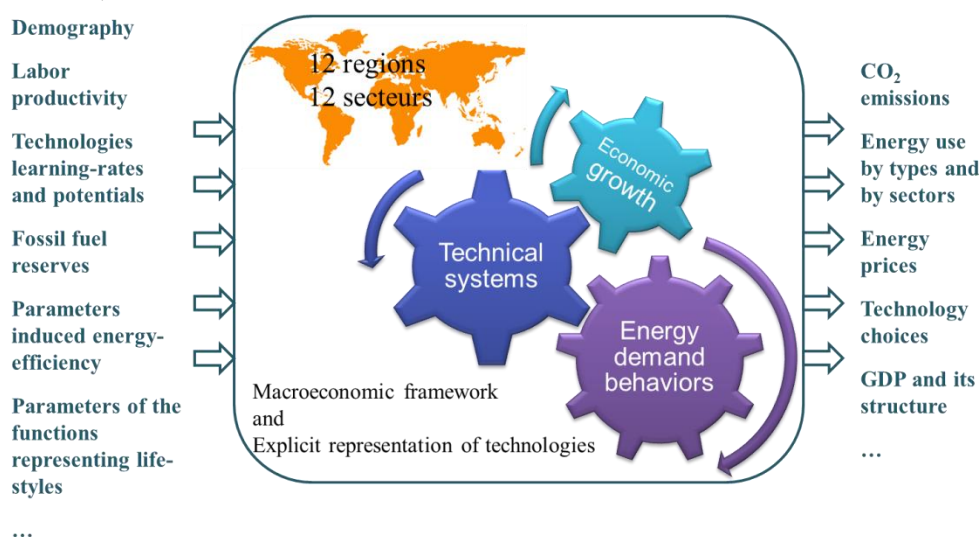 Demography
Labor
productivity
Technologies
learning-rates
and potentials
Fossil fuel
reserves
Parameters
induced energy-
efficiency
Parameters of the
functions
representing life-
styles
…
12 regions
12 secteurs
Economic
growth
Technical
systems
Energy
demand
behaviors
Macroeconomic framework
and
Explicit representation of technologies
CO₂
emissions
Energy use
by types and
by sectors
Energy
prices
Technology
choices
GDP and its
structure
…